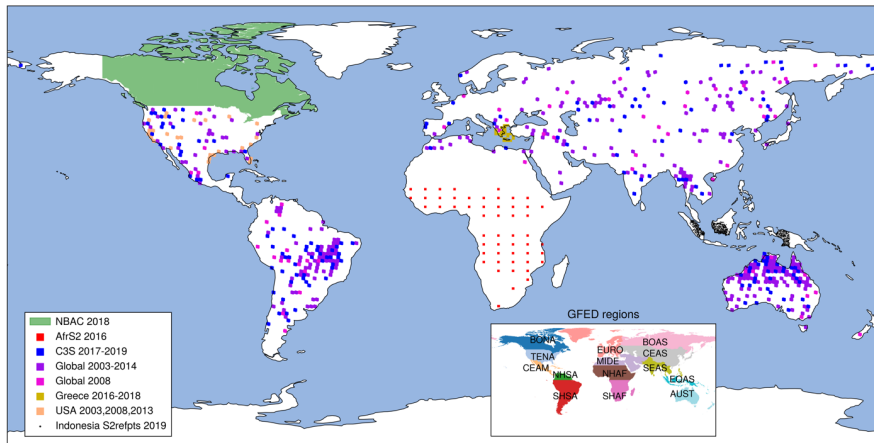 NBAC 2018
AfrS2 2016
C3S 2017-2019
Global 2003-2014
Global 2008
Greece 2016-2018
USA 2003,2008,2013
Indonesia S2refpts 2019
GFED regions
BONA
BOAS
EURO
CEAS
TENA
MIDE
CEAM
NHAF
SEAS
NHSA
EQAS
SHSA
SHAF
AUST